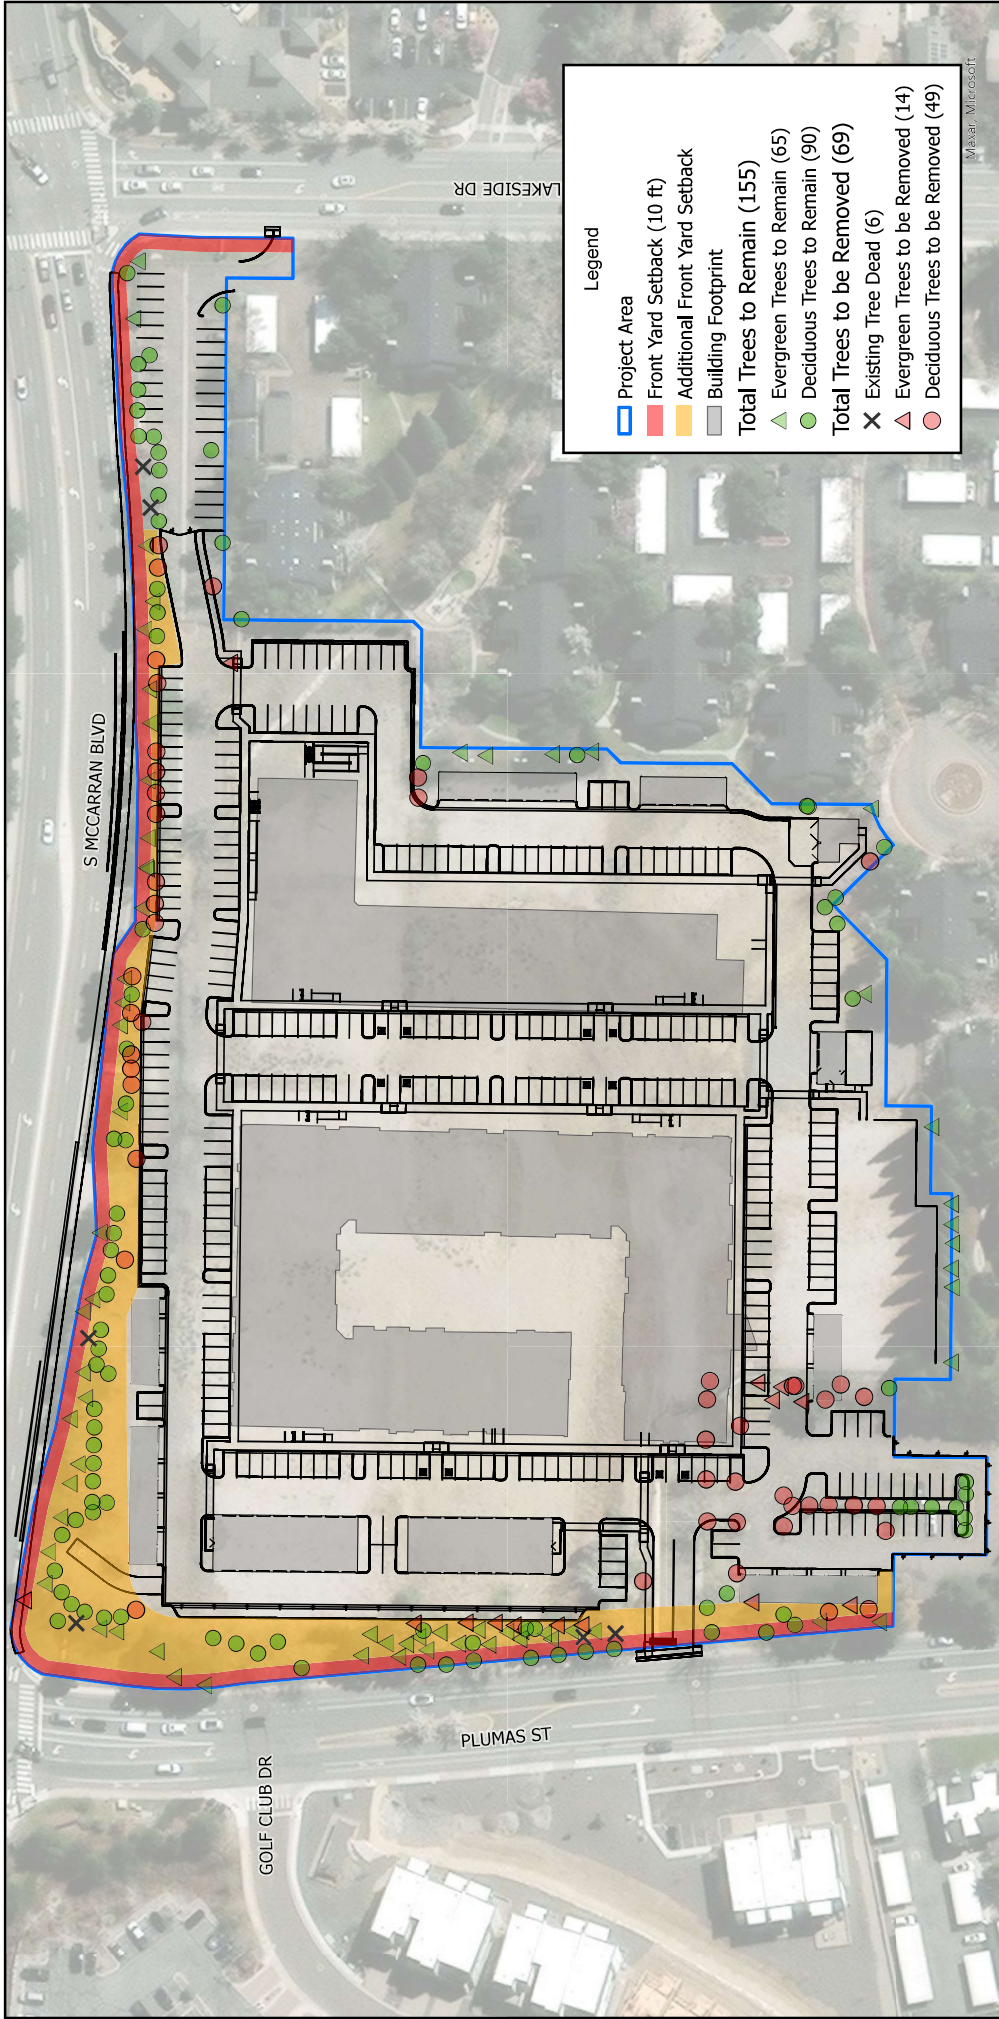 LAKESIDE DR
S MCCARRAN BLVD
PLUMAS ST
GOLF CLUB DR
Legend
Project Area
Front Yard Setback (10 ft)
Additional Front Yard Setback
Building Footprint
Total Trees to Remain (155)
Evergreen Trees to Remain (65)
Deciduous Trees to Remain (90)
Total Trees to be Removed (69)
Existing Tree Dead (6)
Evergreen Trees to be Removed (14)
Deciduous Trees to be Removed (49)
Maxar, Microsoft